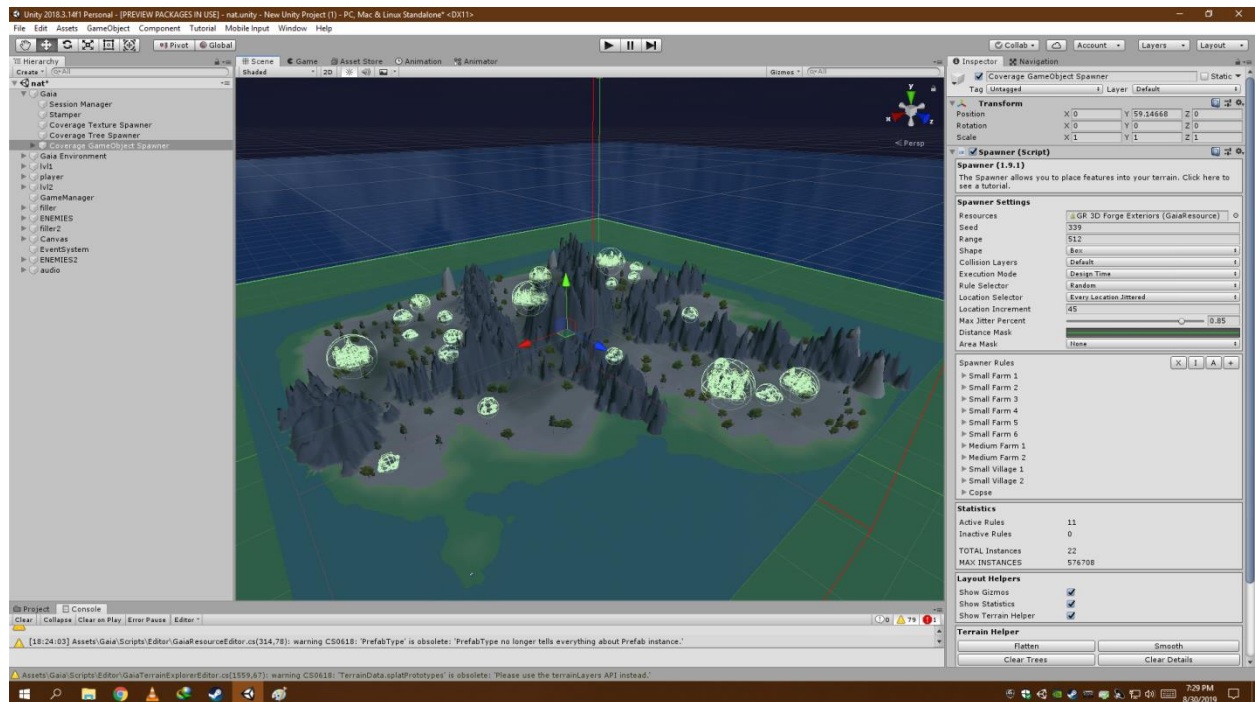 Unity 2018.3.14f1 Personal - [PREVIEW PACKAGES IN USE] - nat.unity - New Unity Project (1) - PC, Mac & Linux Standalone* <DX11>
File Edit Assets GameObject Component Tutorial Mobile Input Window Help
Pivot Global Collab Account Layers Layout
Hierarchy
Create All
nat*
Gaia
Session Manager
Stamper
Coverage Texture Spawner
Coverage Tree Spawner
Coverage GameObject Spawner
Gaia Environment
lvl1
player
lvl2
GameManager
filler
ENEMIES
filler2
Canvas
EventSystem
ENEMIES2
audio
Scene Game Asset Store Animation Animator
Shaded 2D Gizmos All
y
x z
Persp
Inspector Navigation
Coverage GameObject Spawner Static
Tag Untagged Layer Default
Transform
Position X 0 Y 59.14668 Z 0
Rotation X 0 Y 0 Z 0
Scale X 1 Y 1 Z 1
Spawner (Script)
Spawner (1.9.1)
The Spawner allows you to place features into your terrain. Click here to
see a tutorial.
Spawner Settings
Resources GR 3D Forge Exteriors (GaiaResource)
Seed 339
Range 512
Shape Box
Collision Layers Default
Execution Mode Design Time
Rule Selector Random
Location Selector Every Location Jittered
Location Increment 45
Max Jitter Percent 0.85
Distance Mask
Area Mask None
Spawner Rules X I A +
Small Farm 1
Small Farm 2
Small Farm 3
Small Farm 4
Small Farm 5
Small Farm 6
Medium Farm 1
Medium Farm 2
Small Village 1
Small Village 2
Copse
Statistics
Active Rules 11
Inactive Rules 0
TOTAL Instances 22
MAX INSTANCES 576708
Layout Helpers
Show Gizmos
Show Statistics
Show Terrain Helper
Terrain Helper
Flatten Smooth
Clear Trees Clear Details
Project Console
Clear Collapse Clear on Play Error Pause Editor 0 79 1
[18:24:03] Assets\Gaia\Scripts\Editor\GaiaResourceEditor.cs(314,78): warning CS0618: 'PrefabType' is obsolete: 'PrefabType no longer tells everything about Prefab instance.'
Assets\Gaia\Scripts\Editor\GaiaTerrainExplorerEditor.cs(1559,67): warning CS0618: 'TerrainData.splatPrototypes' is obsolete: 'Please use the terrainLayers API instead.'
7:29 PM
8/30/2019